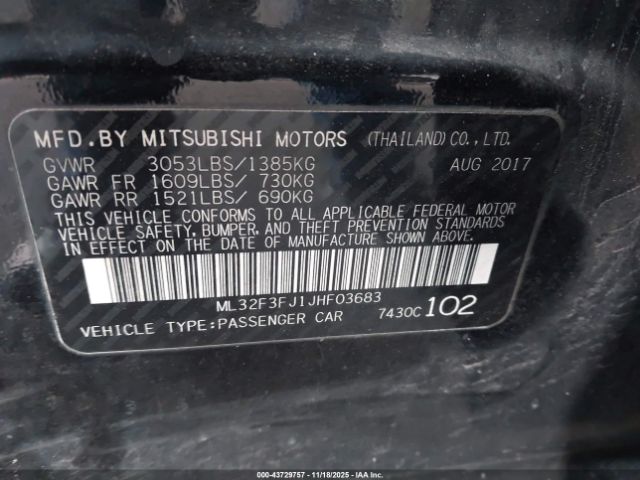 MFD.BY MITSUBISHI MOTORS (THAILAND)CO.,LTD.
GVWR 3053LBS/1385KG AUG 2017
GAWR FR 1609LBS/ 730KG
GAWR RR 1521LBS/ 690KG
THIS VEHICLE CONFORMS TO ALL APPLICABLE FEDERAL MOTOR
VEHICLE SAFETY, BUMPER, AND THEFT PREVENTION STANDARDS
IN EFFECT ON THE DATE OF MANUFACTURE SHOWN ABOVE.
ML32F3FJ1JHF03683
VEHICLE TYPE:PASSENGER CAR 7430C 102
000-43729757 - 11/18/2025 - Copyright IAA, Inc.